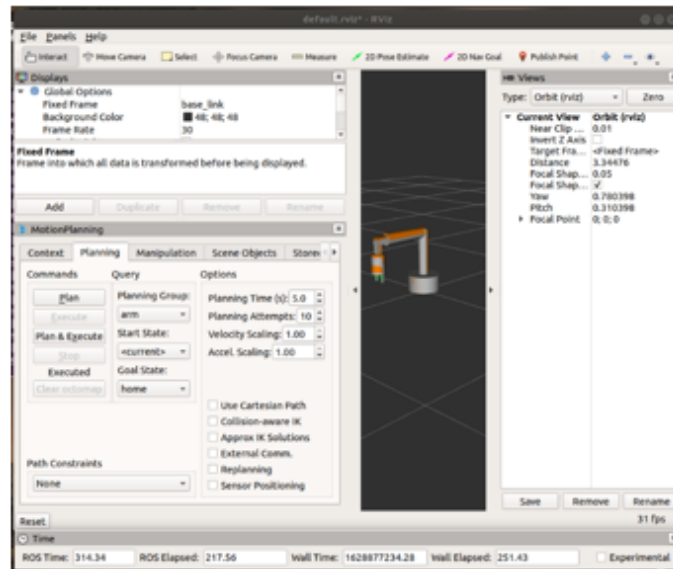 default.rviz* - RViz
File Panels Help
Interact Move Camera Select Focus Camera Measure 2D Pose Estimate 2D Nav Goal Publish Point
Displays
Global Options
Fixed Frame base_link
Background Color 48; 48; 48
Frame Rate 30
Fixed Frame
Frame into which all data is transformed before being displayed.
Add Duplicate Remove Rename
MotionPlanning
Context Planning Manipulation Scene Objects Stored
Commands Query Options
Plan
Execute
Plan & Execute
Stop
Executed
Clear octomap
Planning Group:
arm
Start State:
<current>
Goal State:
home
Planning Time (s): 5.0
Planning Attempts: 10
Velocity Scaling: 1.00
Accel. Scaling: 1.00
Use Cartesian Path
Collision-aware IK
Approx IK Solutions
External Comm.
Replanning
Sensor Positioning
Path Constraints
None
Reset
Views
Type: Orbit (rviz) Zero
Current View Orbit (rviz)
Near Clip ... 0.01
Invert Z Axis
Target Fra... <Fixed Frame>
Distance 3.34476
Focal Shap... 0.05
Focal Shap...
Yaw 0.780398
Pitch 0.310398
Focal Point 0; 0; 0
Save Remove Rename
31 fps
Time
ROS Time: 314.34 ROS Elapsed: 217.56 Wall Time: 1628877234.28 Wall Elapsed: 251.43 Experimental